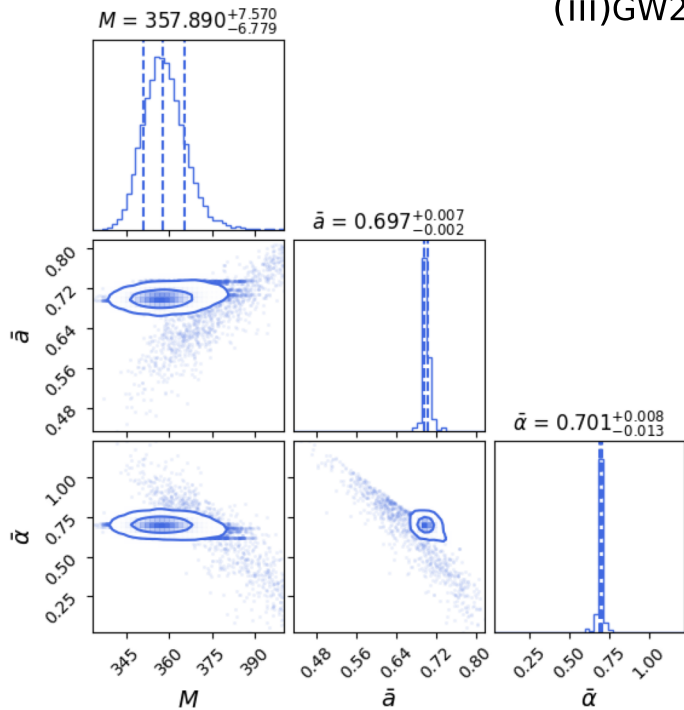 (iii)GW2
M = 357.890 +7.570 −6.779
ā = 0.697 +0.007 −0.002
0.80
0.72
0.64
0.56
0.48
ā
ᾱ = 0.701 +0.008 −0.013
1.00
0.75
0.50
0.25
ᾱ
345 360 375 390
0.48 0.56 0.64 0.72 0.80
0.25 0.50 0.75 1.00
M ā ᾱ